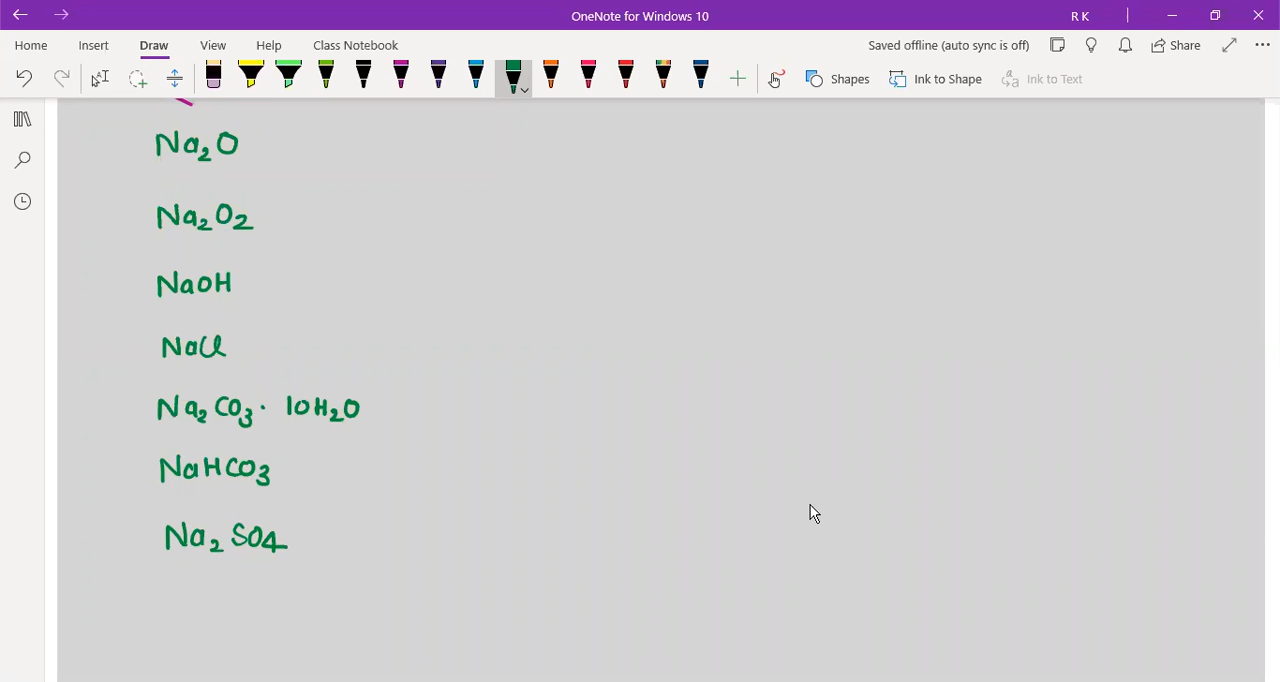 OneNote for Windows 10
R K
Home Insert Draw View Help Class Notebook
Saved offline (auto sync is off) Share
Shapes Ink to Shape Ink to Text
Na₂O
Na₂O₂
NaOH
NaCl
Na₂CO₃· 10H₂O
NaHCO₃
Na₂SO₄